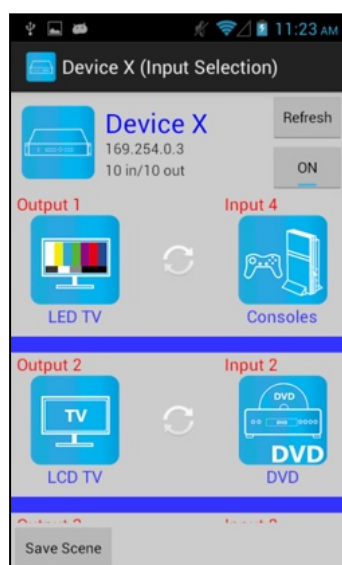 11:23 AM
Device X (Input Selection)
Device X
169.254.0.3
10 in/10 out
Refresh
ON
Output 1
Input 4
LED TV
Consoles
Output 2
Input 2
TV
DVD
DVD
LCD TV
DVD
Save Scene